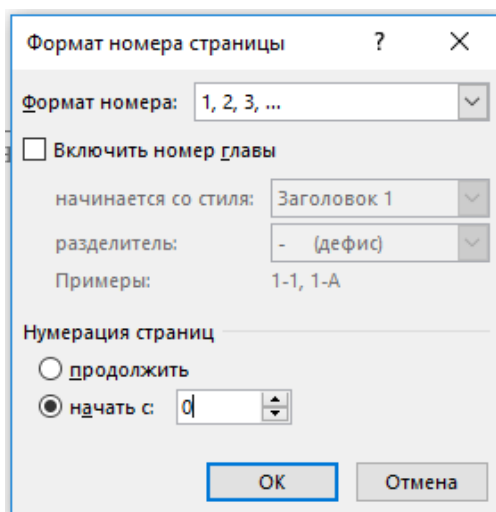 Формат номера страницы ?
Формат номера: 1, 2, 3, ...
Включить номер главы
начинается со стиля: Заголовок 1
разделитель: - (дефис)
Примеры: 1-1, 1-A
Нумерация страниц
продолжить
начать с: 0
ОК Отмена